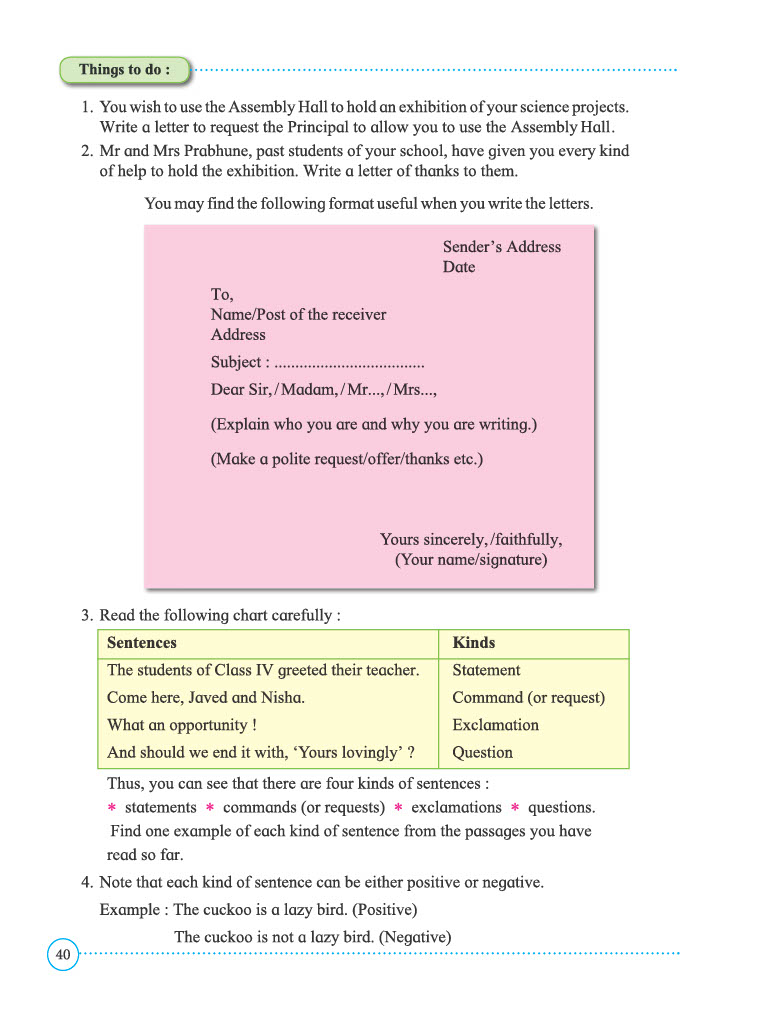 Things to do :
1. You wish to use the Assembly Hall to hold an exhibition of your science projects.
Write a letter to request the Principal to allow you to use the Assembly Hall.
2. Mr and Mrs Prabhune, past students of your school, have given you every kind
of help to hold the exhibition. Write a letter of thanks to them.
You may find the following format useful when you write the letters.
Sender’s Address
Date
To,
Name/Post of the receiver
Address
Subject : ....................................
Dear Sir, / Madam, / Mr..., / Mrs...,
(Explain who you are and why you are writing.)
(Make a polite request/offer/thanks etc.)
Yours sincerely, /faithfully,
(Your name/signature)
3. Read the following chart carefully :
Sentences Kinds
The students of Class IV greeted their teacher. Statement
Come here, Javed and Nisha. Command (or request)
What an opportunity ! Exclamation
And should we end it with, ‘Yours lovingly’ ? Question
Thus, you can see that there are four kinds of sentences :
* statements * commands (or requests) * exclamations * questions.
Find one example of each kind of sentence from the passages you have
read so far.
4. Note that each kind of sentence can be either positive or negative.
Example : The cuckoo is a lazy bird. (Positive)
The cuckoo is not a lazy bird. (Negative)
40